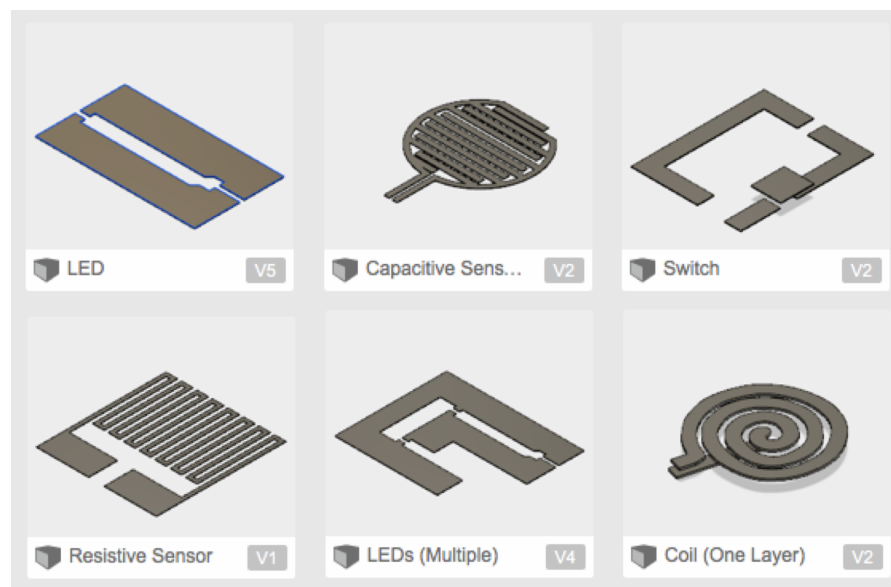 LED V5
Capacitive Sens... V2
Switch V2
Resistive Sensor V1
LEDs (Multiple) V4
Coil (One Layer) V2